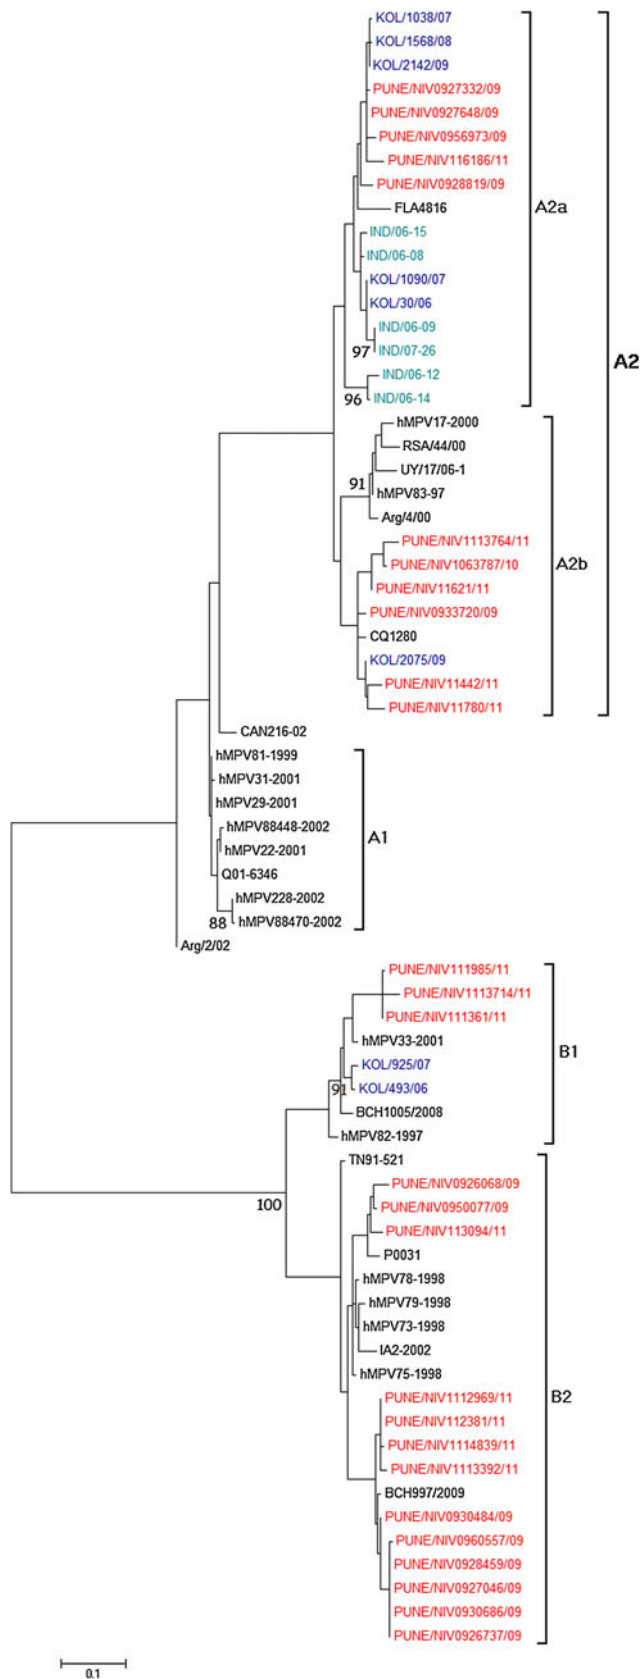 KOL/1038/07
KOL/1568/08
KOL/2142/09
PUNE/NIV0927332/09
PUNE/NIV0927648/09
PUNE/NIV0956973/09
PUNE/NIV116186/11
PUNE/NIV0928819/09
FLA4816
IND/06-15
IND/06-08
KOL/1090/07
KOL/30/06
IND/06-09
97
IND/07-26
IND/06-12
96
IND/06-14
A2a
A2
hMPV17-2000
RSA/44/00
UY/17/06-1
91
hMPV83-97
Arg/4/00
PUNE/NIV1113764/11
PUNE/NIV1063787/10
PUNE/NIV11621/11
PUNE/NIV0933720/09
CQ1280
KOL/2075/09
PUNE/NIV11442/11
PUNE/NIV11780/11
A2b
CAN216-02
hMPV81-1999
hMPV31-2001
hMPV29-2001
hMPV88448-2002
hMPV22-2001
Q01-6346
hMPV228-2002
88
hMPV88470-2002
A1
Arg/2/02
PUNE/NIV111985/11
PUNE/NIV1113714/11
PUNE/NIV111361/11
hMPV33-2001
KOL/925/07
91
KOL/493/06
BCH1005/2008
hMPV82-1997
B1
TN91-521
100
PUNE/NIV0926068/09
PUNE/NIV0950077/09
PUNE/NIV113094/11
P0031
hMPV78-1998
hMPV79-1998
hMPV73-1998
IA2-2002
hMPV75-1998
PUNE/NIV1112969/11
PUNE/NIV112381/11
PUNE/NIV1114839/11
PUNE/NIV1113392/11
BCH997/2009
PUNE/NIV0930484/09
PUNE/NIV0960557/09
PUNE/NIV0928459/09
PUNE/NIV0927046/09
PUNE/NIV0930686/09
PUNE/NIV0926737/09
B2
0.1